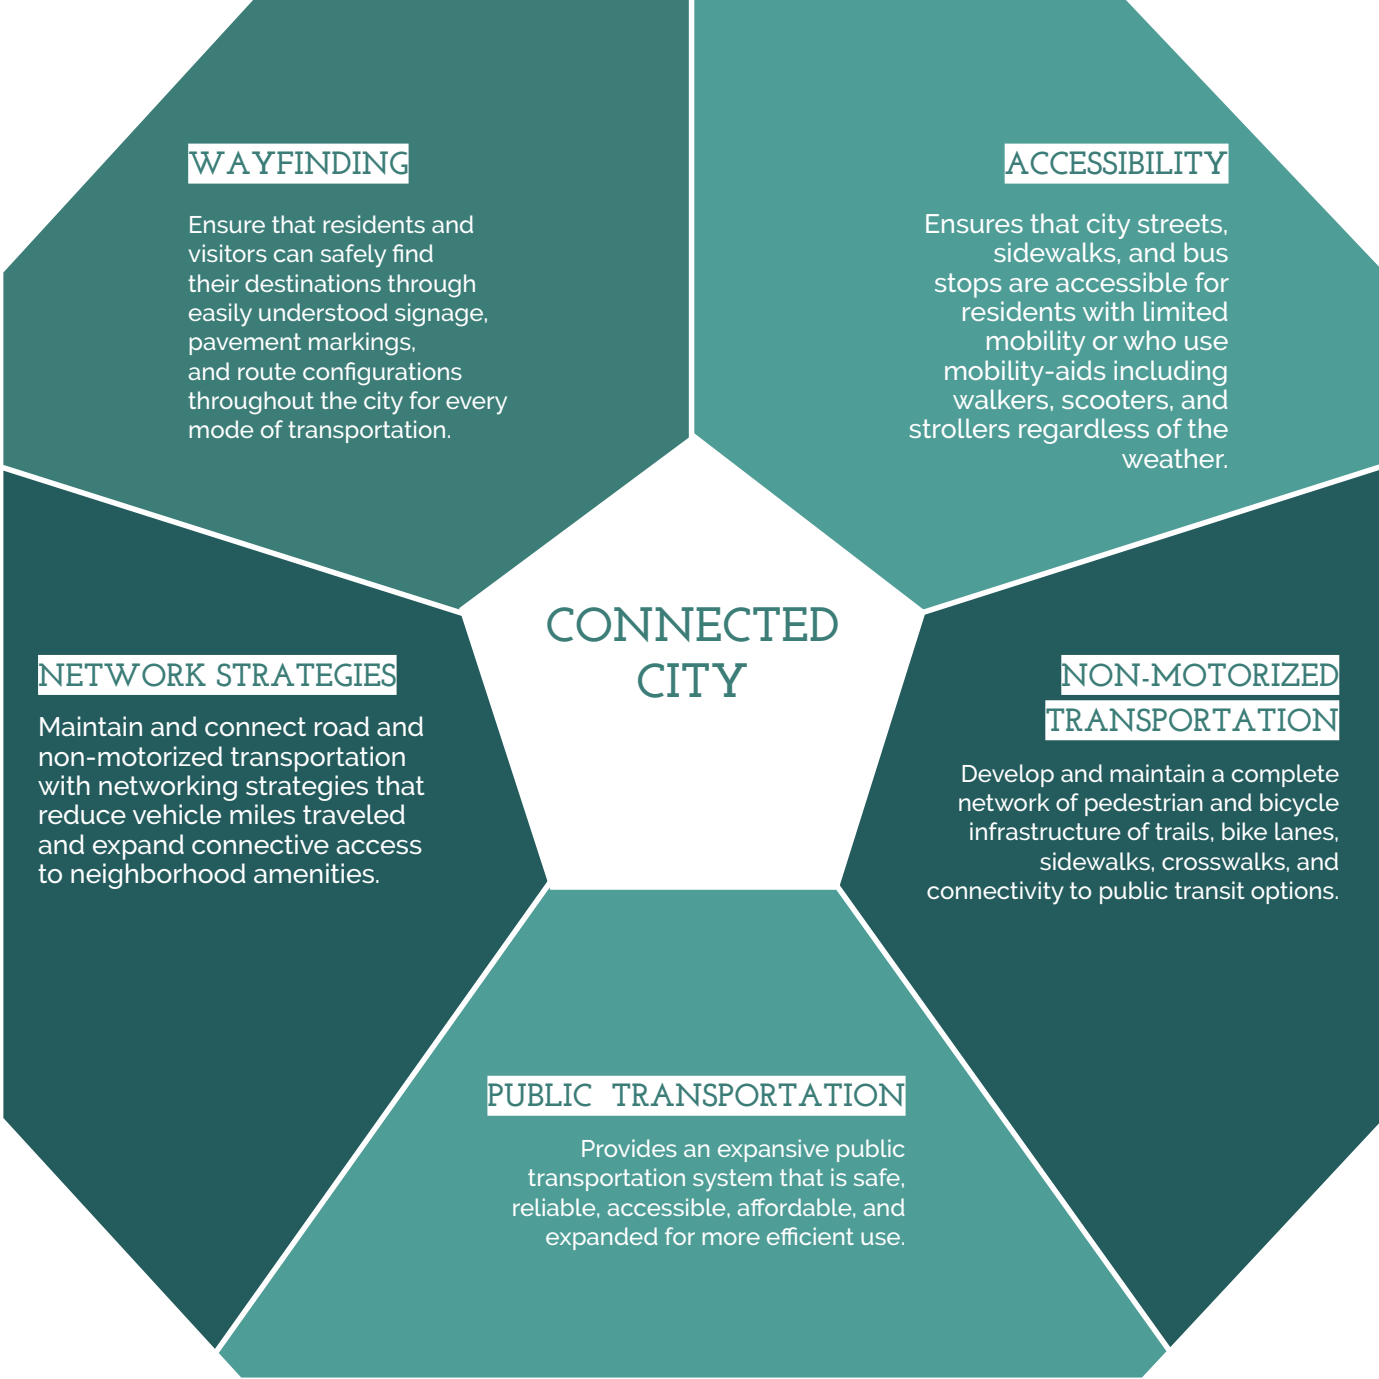 WAYFINDING
Ensure that residents and
visitors can safely find
their destinations through
easily understood signage,
pavement markings,
and route configurations
throughout the city for every
mode of transportation.
ACCESSIBILITY
Ensures that city streets,
sidewalks, and bus
stops are accessible for
residents with limited
mobility or who use
mobility-aids including
walkers, scooters, and
strollers regardless of the
weather.
CONNECTED
CITY
NETWORK STRATEGIES
Maintain and connect road and
non-motorized transportation
with networking strategies that
reduce vehicle miles traveled
and expand connective access
to neighborhood amenities.
NON-MOTORIZED
TRANSPORTATION
Develop and maintain a complete
network of pedestrian and bicycle
infrastructure of trails, bike lanes,
sidewalks, crosswalks, and
connectivity to public transit options.
PUBLIC TRANSPORTATION
Provides an expansive public
transportation system that is safe,
reliable, accessible, affordable, and
expanded for more efficient use.